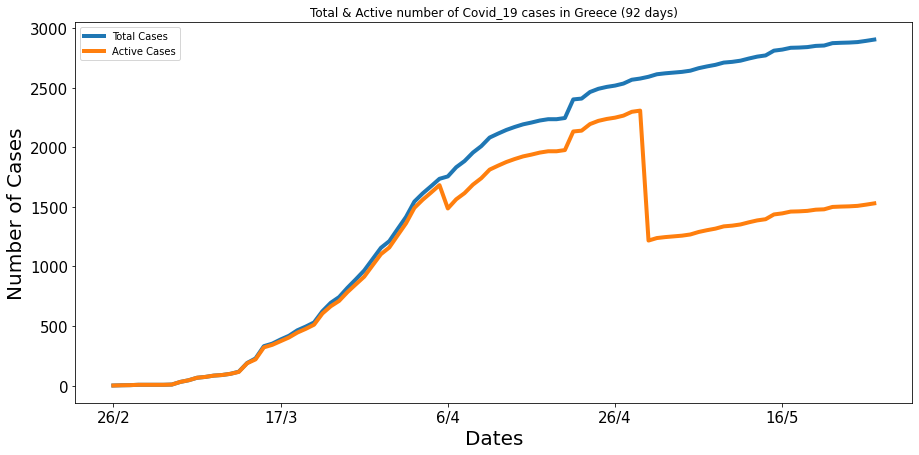 Total & Active number of Covid_19 cases in Greece (92 days)
Total Cases
Active Cases
Number of Cases
3000
2500
2000
1500
1000
500
0
26/2 17/3 6/4 26/4 16/5
Dates